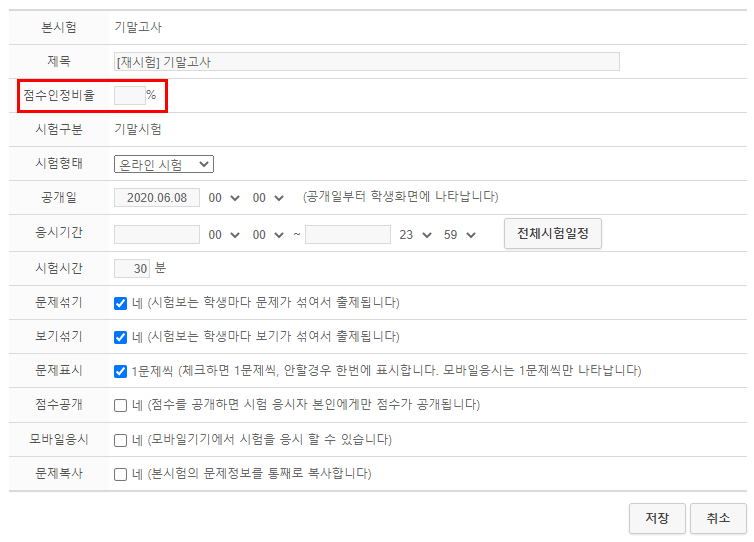 본시험 기말고사
제목 [재시험] 기말고사
점수인정비율 %
시험구분 기말시험
시험형태 온라인 시험
공개일 2020.06.08 00 00 (공개일부터 학생화면에 나타납니다)
응시기간 00 00 ~ 23 59 전체시험일정
시험시간 30 분
문제섞기 네 (시험보는 학생마다 문제가 섞여서 출제됩니다)
보기섞기 네 (시험보는 학생마다 보기가 섞여서 출제됩니다)
문제표시 1문제씩 (체크하면 1문제씩, 안할경우 한번에 표시합니다. 모바일응시는 1문제씩만 나타납니다)
점수공개 네 (점수를 공개하면 시험 응시자 본인에게만 점수가 공개됩니다)
모바일응시 네 (모바일기기에서 시험을 응시 할 수 있습니다)
문제복사 네 (본시험의 문제정보를 통째로 복사합니다)
저장 취소